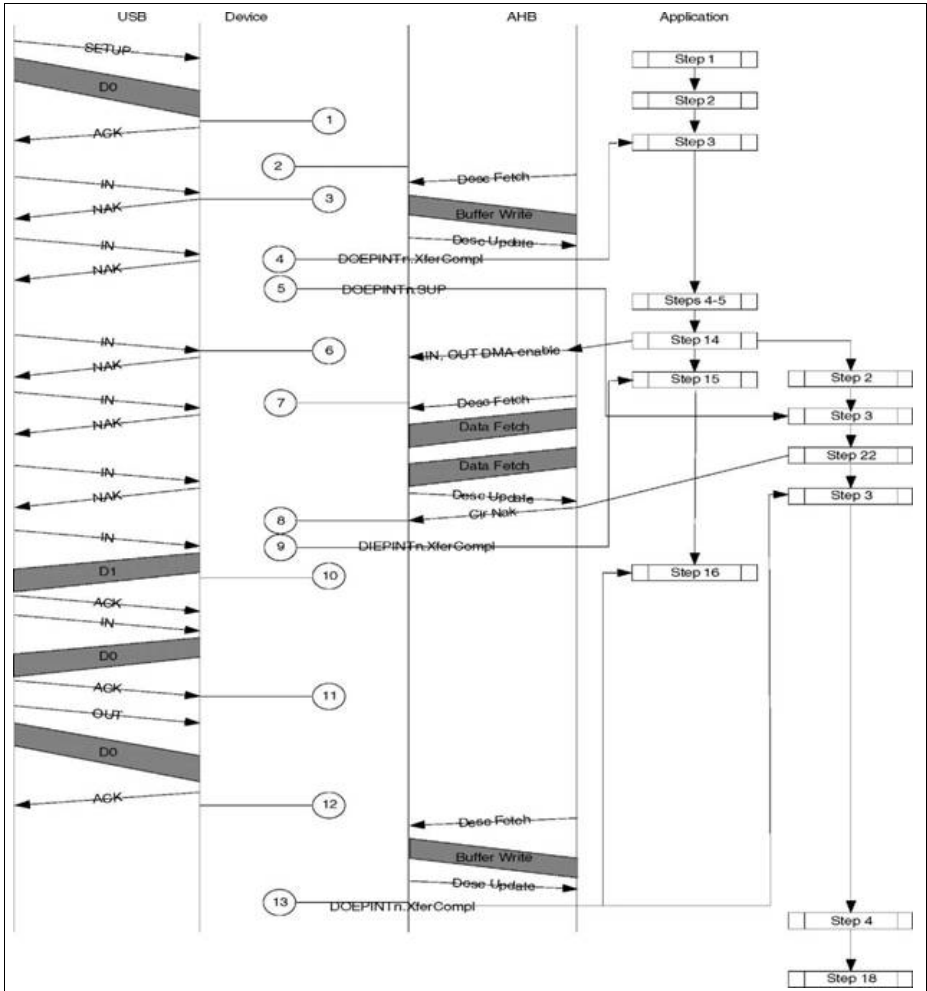 USB Device AHB Application
SETUP
Step 1
D0
Step 2
1
ACK
Step 3
2
Desc Fetch
IN
3
NAK
Buffer Write
IN
Desc Update
4
DOEPINTn.XferCompl
NAK
5
DOEPINTn.SUP
Steps 4-5
IN
Step 14
6
IN, OUT DMA enable
NAK
Step 15
Step 2
IN
7
Desc Fetch
Step 3
NAK
Data Fetch
Step 22
IN
Data Fetch
NAK
Desc Update
Step 3
Clr Nak
8
IN
9
DIEPINTn.XferCompl
D1
10
Step 16
ACK
IN
D0
ACK
11
OUT
D0
ACK
12
Desc Fetch
Buffer Write
Desc Update
13
DOEPINTn.XferCompl
Step 4
Step 18